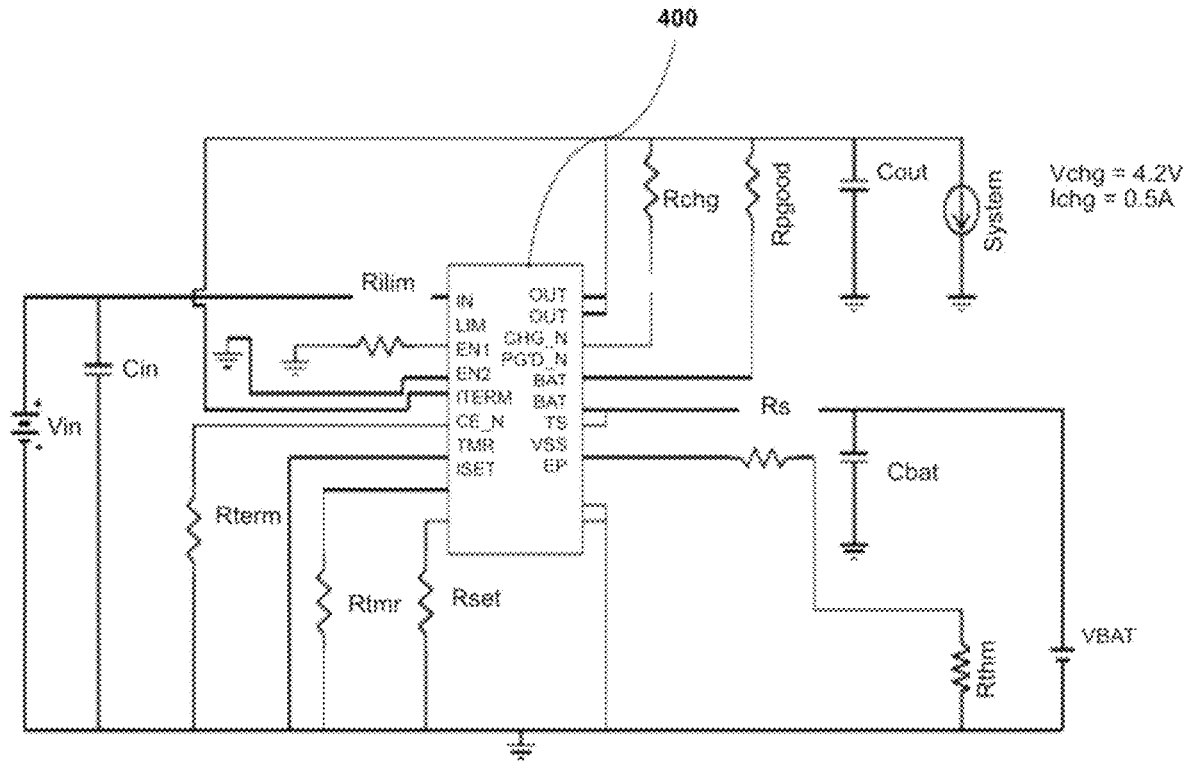 400
Vchg = 4.2V
Ichg = 0.5A
Rchg
Rpgood
Cout
System
Rilim
IN
LIM
EN1
EN2
ITERM
CE_N
TMR
ISET
OUT
OUT
CHG_N
PG'D_N
BAT
BAT
TS
VSS
EP
Cin
Vin
Rs
Cbat
Rterm
Rtmr
Rset
Rthm
VBAT